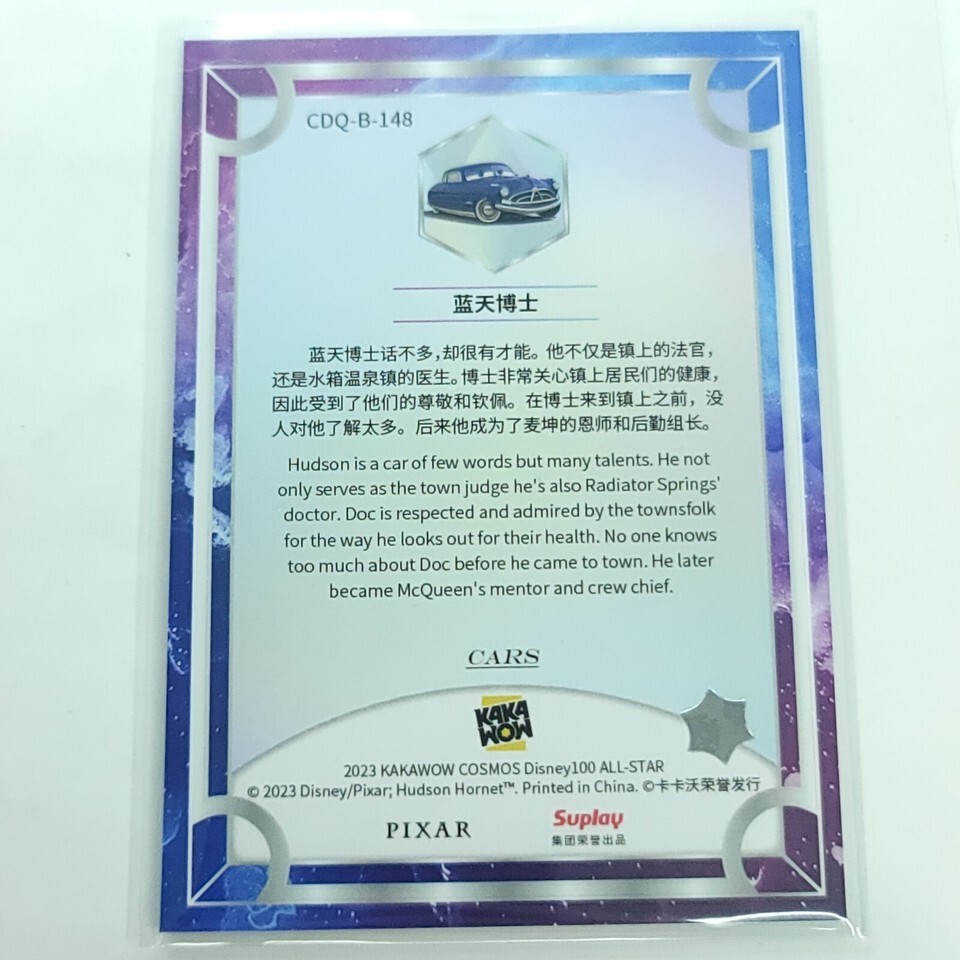 CDQ-B-148
蓝天博士
蓝天博士话不多,却很有才能。他不仅是镇上的法官,
还是水箱温泉镇的医生。博士非常关心镇上居民们的健康,
因此受到了他们的尊敬和钦佩。在博士来到镇上之前,没
人对他了解太多。后来他成为了麦坤的恩师和后勤组长。
Hudson is a car of few words but many talents. He not
only serves as the town judge he's also Radiator Springs'
doctor. Doc is respected and admired by the townsfolk
for the way he looks out for their health. No one knows
too much about Doc before he came to town. He later
became McQueen's mentor and crew chief.
CARS
KAKA
WOW
2023 KAKAWOW COSMOS Disney100 ALL-STAR
© 2023 Disney/Pixar; Hudson Hornet™. Printed in China. ©卡卡沃荣誉发行
PIXAR
Suplay
集团荣誉出品